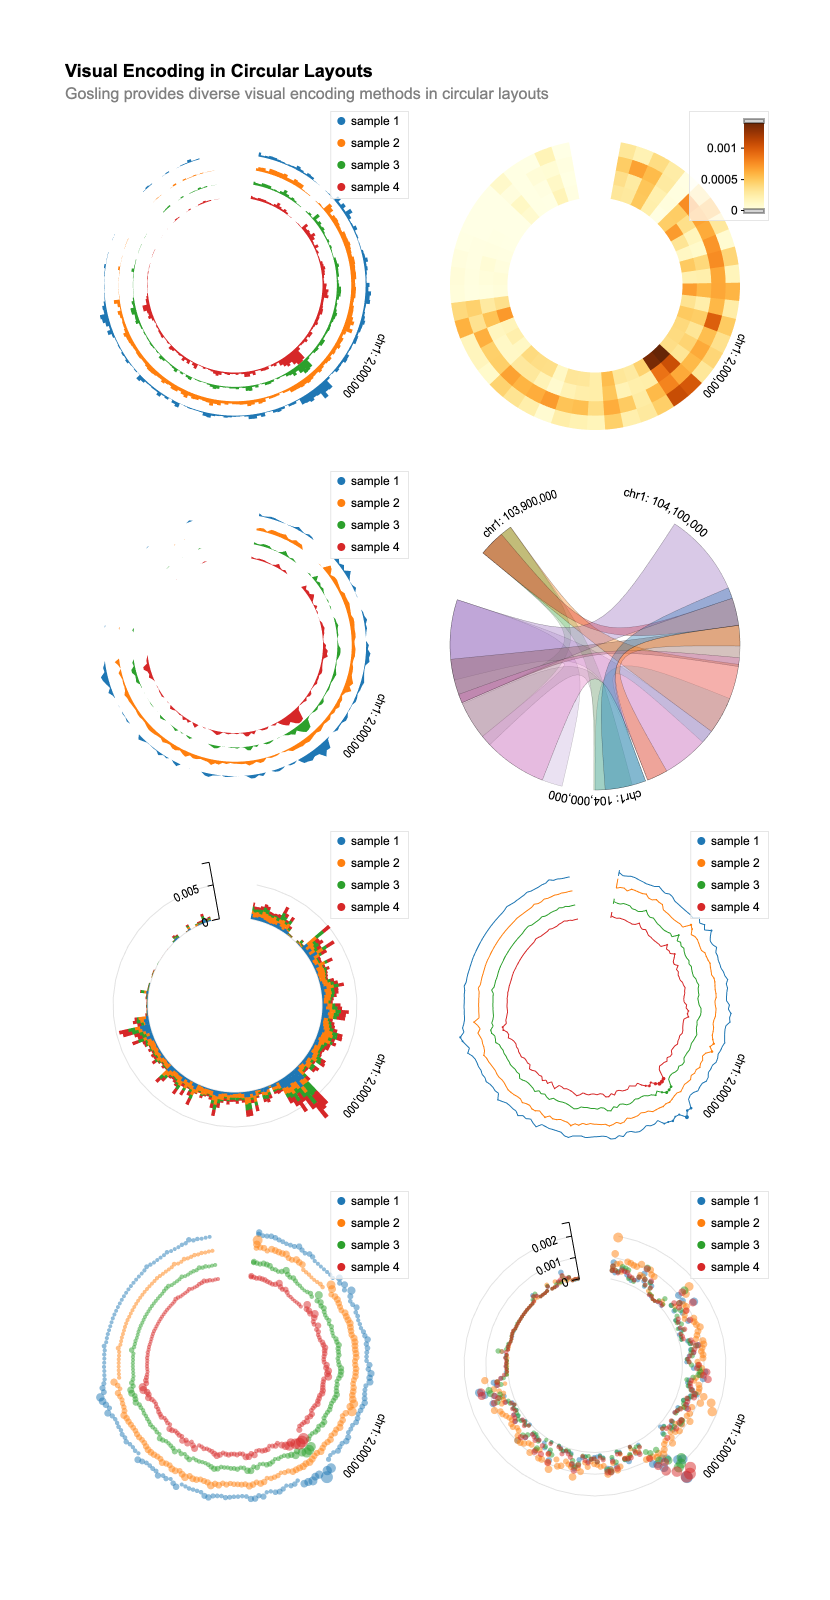 Visual Encoding in Circular Layouts
Gosling provides diverse visual encoding methods in circular layouts
sample 1
sample 2
sample 3
sample 4
chr1: 2,000,000
0.001
0.0005
0
chr1: 2,000,000
sample 1
sample 2
sample 3
sample 4
chr1: 2,000,000
chr1: 103,900,000
chr1: 104,100,000
chr1: 104,000,000
sample 1
sample 2
sample 3
sample 4
0.005
0
chr1: 2,000,000
sample 1
sample 2
sample 3
sample 4
chr1: 2,000,000
sample 1
sample 2
sample 3
sample 4
chr1: 2,000,000
sample 1
sample 2
sample 3
sample 4
0.002
0.001
0
chr1: 2,000,000